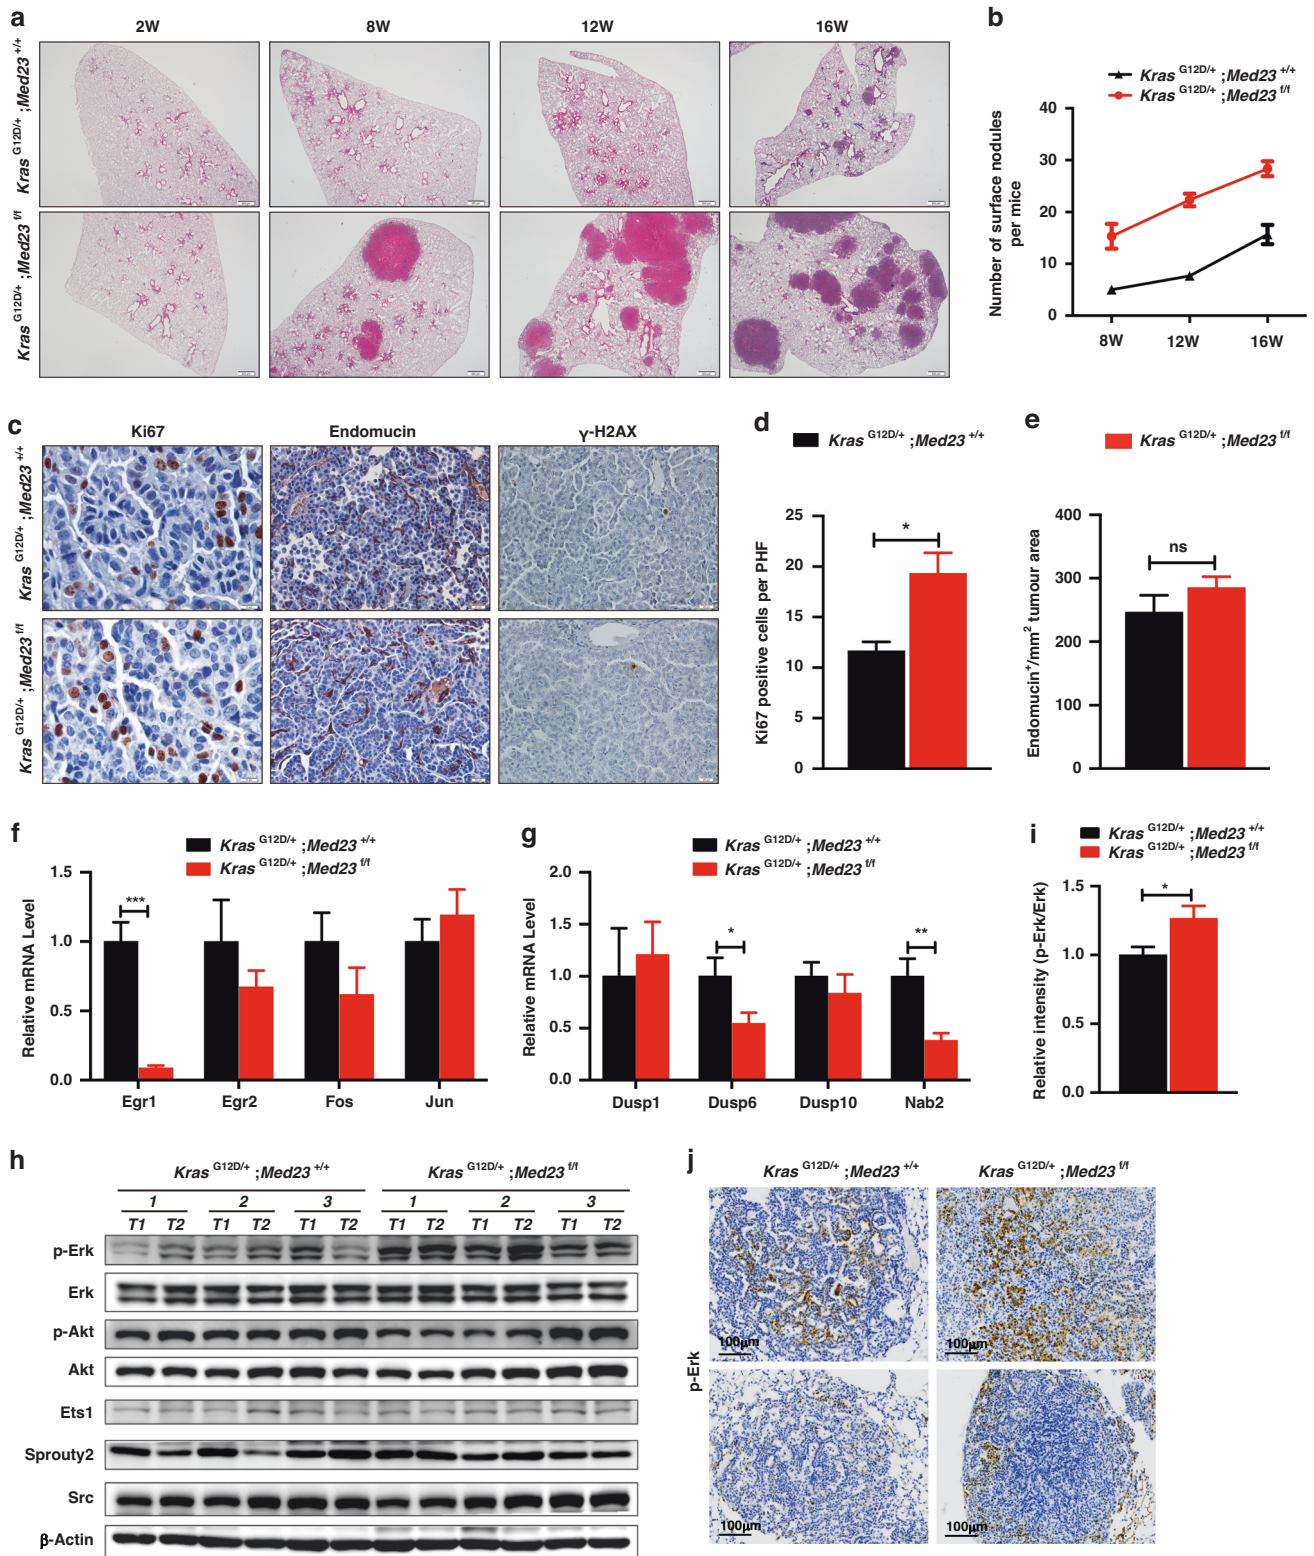 a
2W 8W 12W 16W
Kras G12D/+ ;Med23 +/+
Kras G12D/+ ;Med23 f/f
b
Kras G12D/+ ;Med23 +/+
Kras G12D/+ ;Med23 f/f
Number of surface nodules
per mice
40
30
20
10
0
8W 12W 16W
c
Ki67 Endomucin γ-H2AX
Kras G12D/+ ;Med23 +/+
Kras G12D/+ ;Med23 f/f
d
Kras G12D/+ ;Med23 +/+
Ki67 positive cells per PHF
25
20
15
10
5
0
*
e
Kras G12D/+ ;Med23 f/f
Endomucin+/mm2 tumour area
400
300
200
100
0
ns
f
Kras G12D/+ ;Med23 +/+
Kras G12D/+ ;Med23 f/f
Relative mRNA Level
1.5
1.0
0.5
0.0
***
Egr1 Egr2 Fos Jun
g
Kras G12D/+ ;Med23 +/+
Kras G12D/+ ;Med23 f/f
Relative mRNA Level
2.0
1.5
1.0
0.5
0.0
* **
Dusp1 Dusp6 Dusp10 Nab2
i
Kras G12D/+ ;Med23 +/+
Kras G12D/+ ;Med23 f/f
Relative intensity (p-Erk/Erk)
1.5
1.0
0.5
0.0
*
h
Kras G12D/+ ;Med23 +/+ Kras G12D/+ ;Med23 f/f
1 2 3 1 2 3
T1 T2 T1 T2 T1 T2 T1 T2 T1 T2 T1 T2
p-Erk
Erk
p-Akt
Akt
Ets1
Sprouty2
Src
β-Actin
j
Kras G12D/+ ;Med23 +/+ Kras G12D/+ ;Med23 f/f
p-Erk
100μm 100μm
100μm 100μm